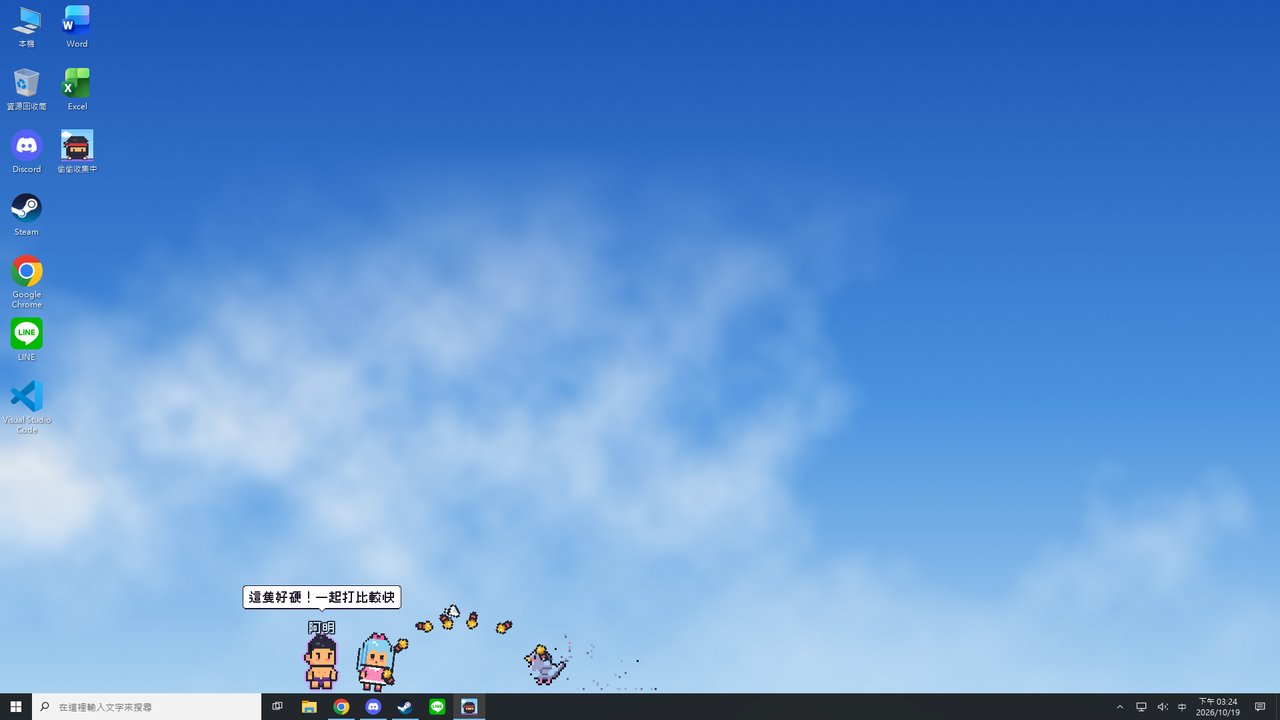 本機
Word
資源回收筒
Excel
Discord
偷偷收集中
Steam
Google
Chrome
LINE
Visual Studio
Code
這隻好硬！一起打比較快
阿明
在這裡輸入文字來搜尋
中
下午 03:24
2026/10/19